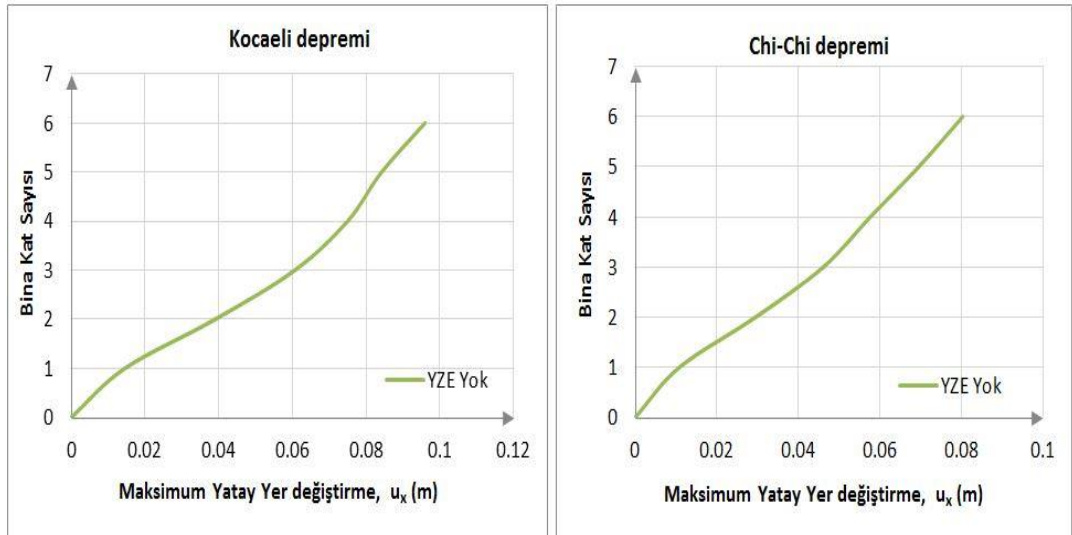 Kocaeli depremi
7
6
5
4
3
2
1
0
Bina Kat Sayısı
YZE Yok
0 0.02 0.04 0.06 0.08 0.1 0.12
Maksimum Yatay Yer değiştirme, uₓ (m)
Chi-Chi depremi
7
6
5
4
3
2
1
0
Bina Kat Sayısı
YZE Yok
0 0.02 0.04 0.06 0.08 0.1
Maksimum Yatay Yer değiştirme, uₓ (m)